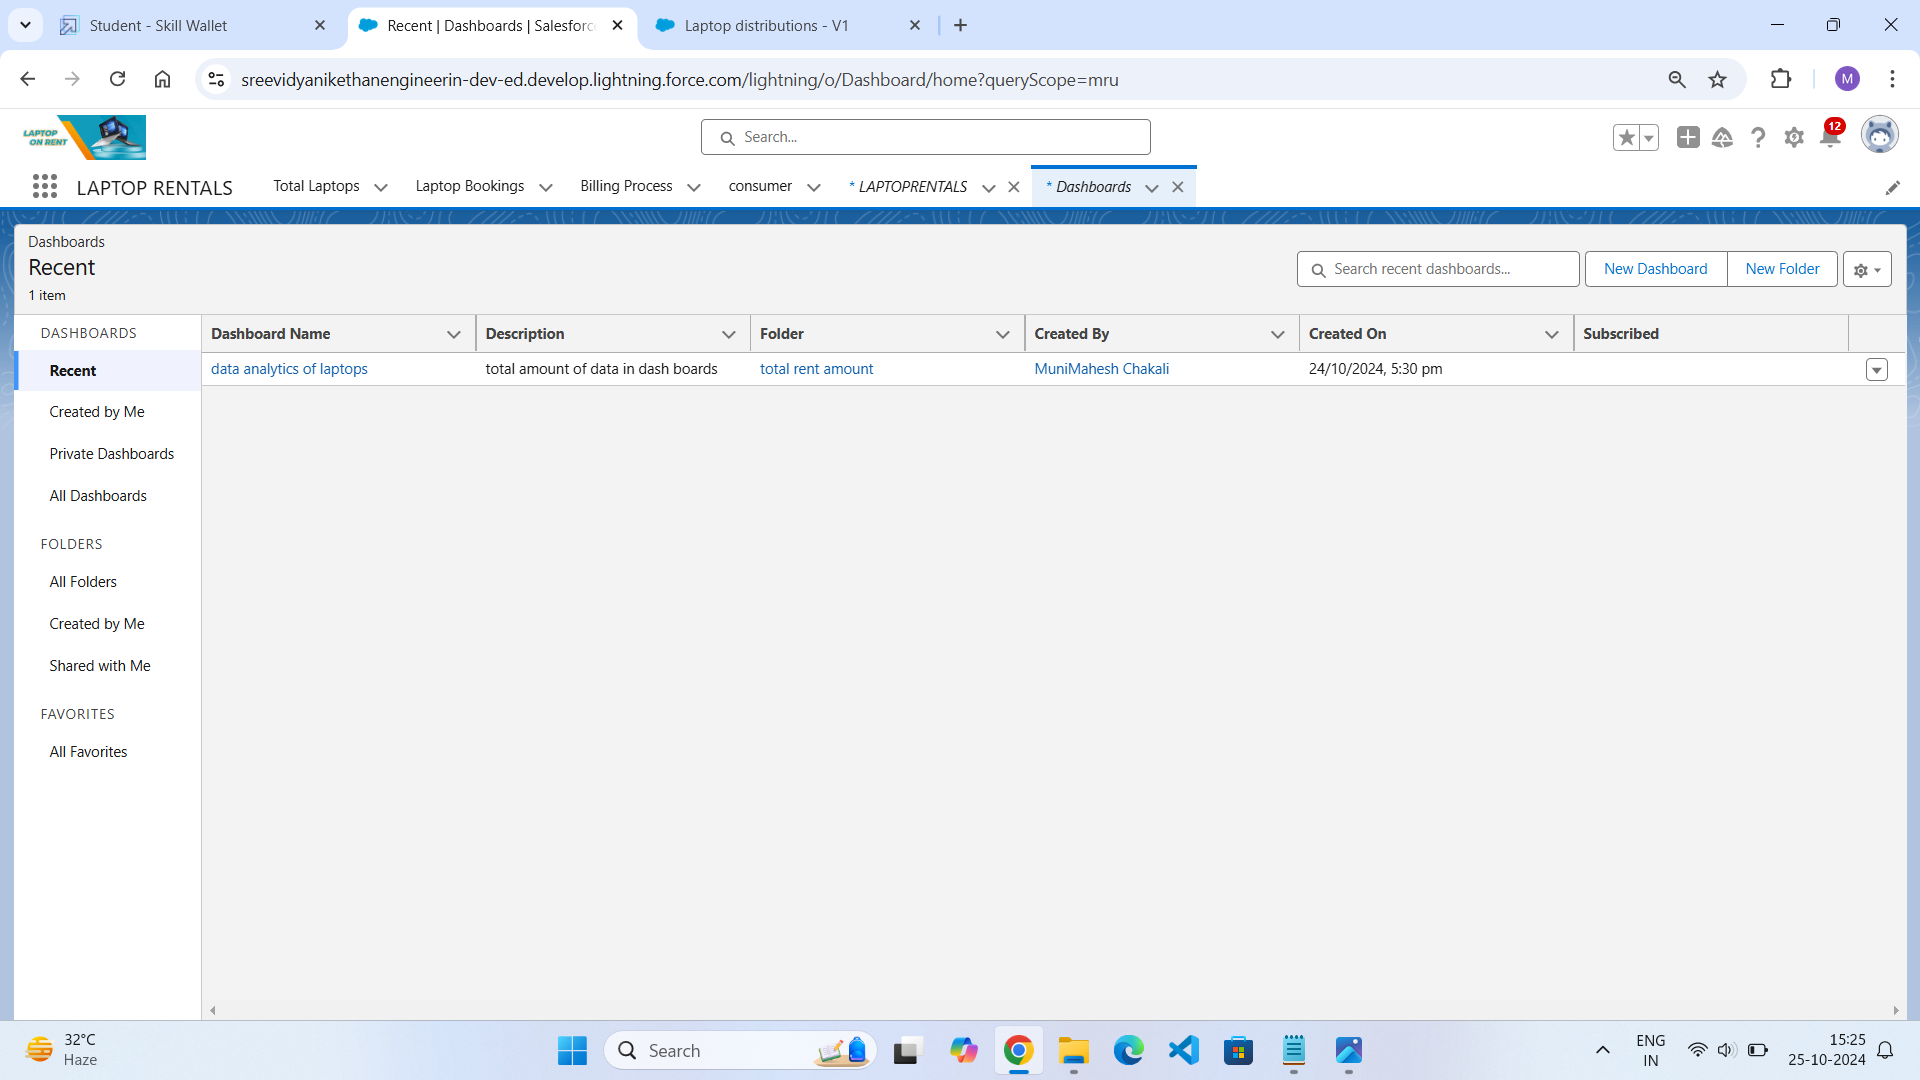 Student - Skill Wallet
Recent | Dashboards | Salesforce
Laptop distributions - V1
sreevidyanikethanengineerin-dev-ed.develop.lightning.force.com/lightning/o/Dashboard/home?queryScope=mru
M
LAPTOP
ON RENT
Search...
12
LAPTOP RENTALS
Total Laptops
Laptop Bookings
Billing Process
consumer
* LAPTOPRENTALS
* Dashboards
Dashboards
Recent
1 item
Search recent dashboards...
New Dashboard
New Folder
DASHBOARDS
Recent
Created by Me
Private Dashboards
All Dashboards
FOLDERS
All Folders
Created by Me
Shared with Me
FAVORITES
All Favorites
Dashboard Name
Description
Folder
Created By
Created On
Subscribed
data analytics of laptops
total amount of data in dash boards
total rent amount
MuniMahesh Chakali
24/10/2024, 5:30 pm
32°C
Haze
Search
ENG
IN
15:25
25-10-2024